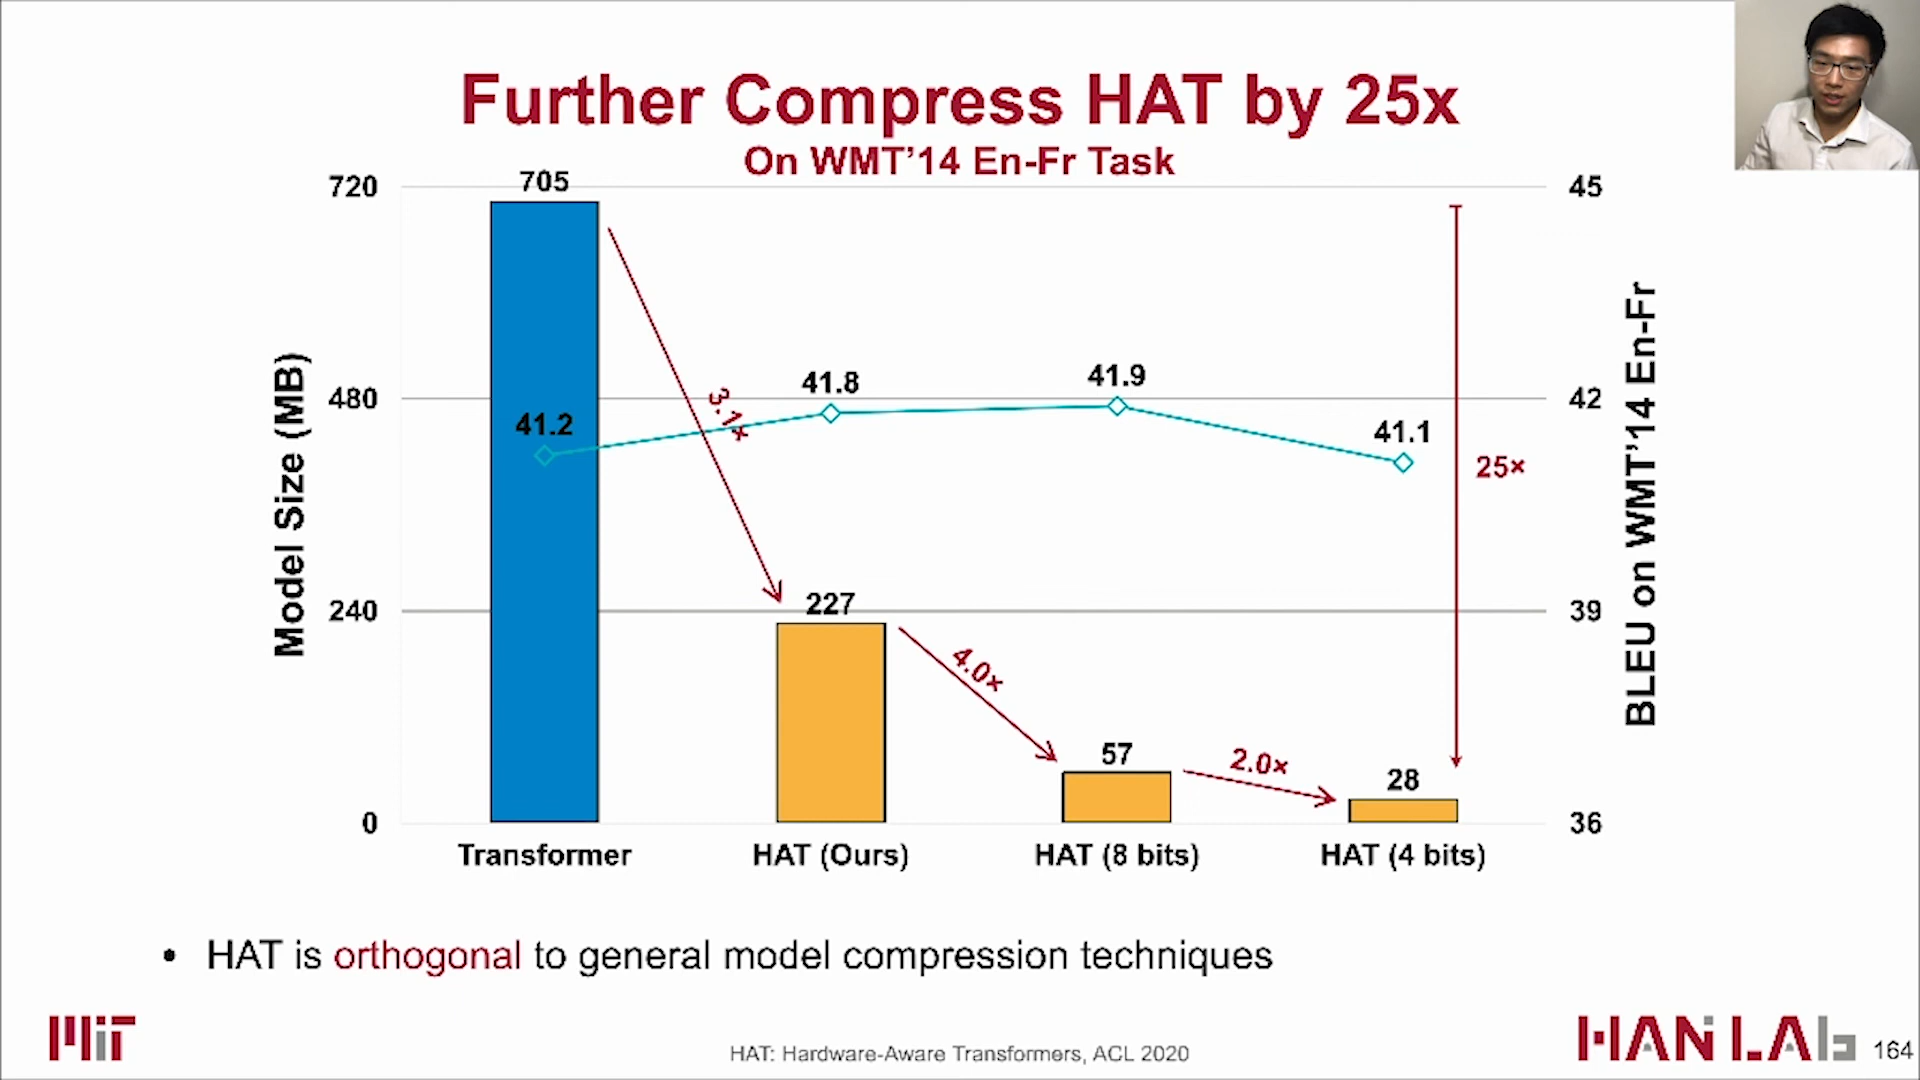 Further Compress HAT by 25x
On WMT'14 En-Fr Task
720
480
240
0
Model Size (MB)
705
227
57
28
41.2
41.8
41.9
41.1
3.1×
4.0×
2.0×
25×
45
42
39
36
BLEU on WMT'14 En-Fr
Transformer
HAT (Ours)
HAT (8 bits)
HAT (4 bits)
• HAT is orthogonal to general model compression techniques
MIT
HAT: Hardware-Aware Transformers, ACL 2020
HAN LAB
164